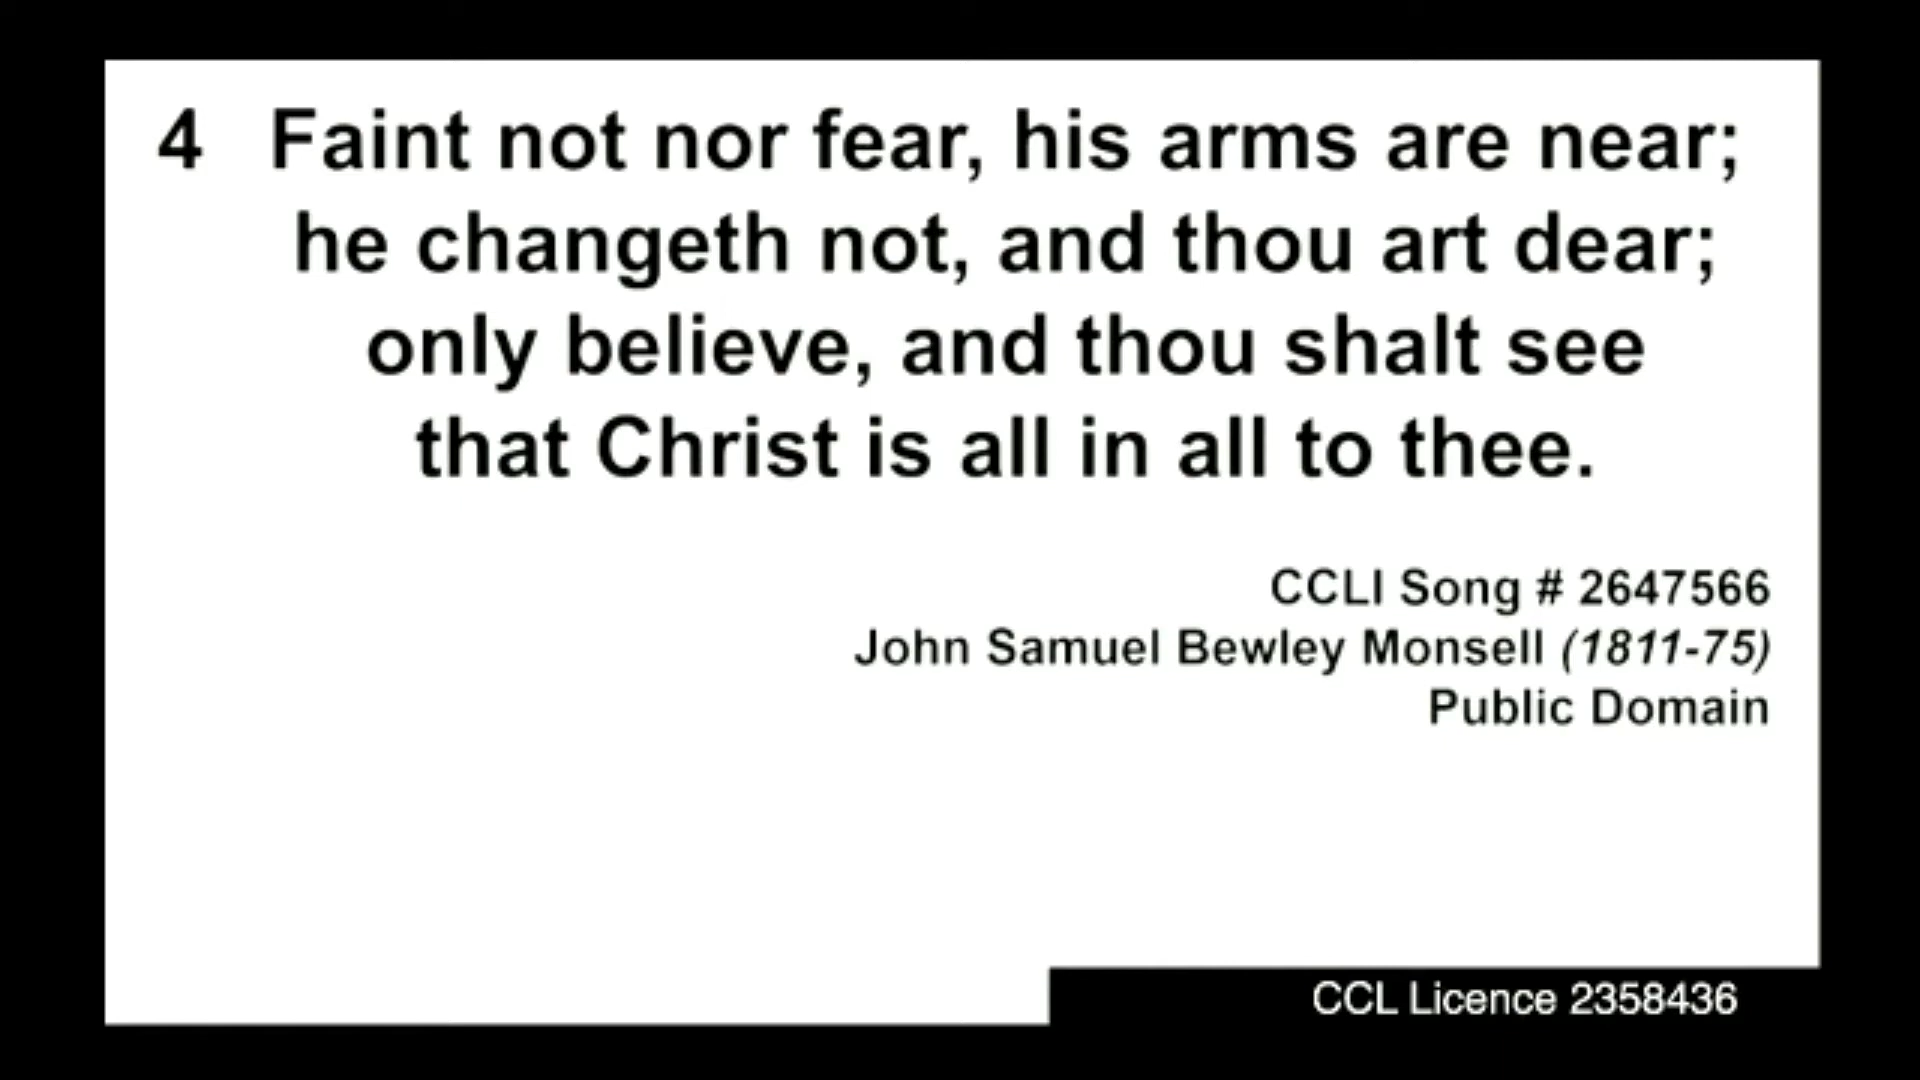 4 Faint not nor fear, his arms are near;
he changeth not, and thou art dear;
only believe, and thou shalt see
that Christ is all in all to thee.
CCLI Song # 2647566
John Samuel Bewley Monsell (1811-75)
Public Domain
CCL Licence 2358436